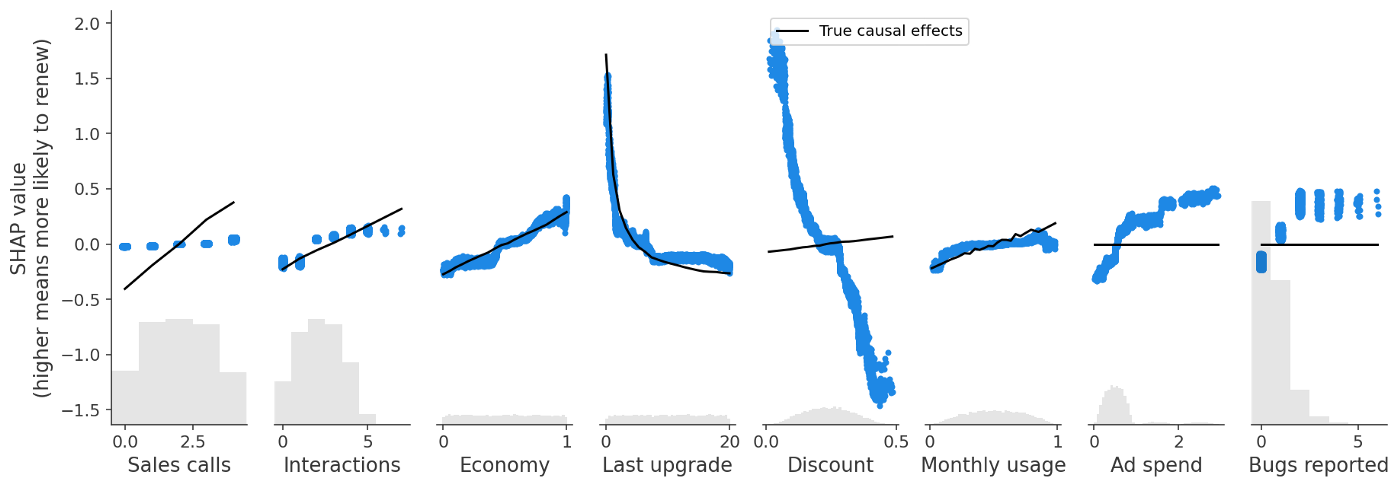 True causal effects
SHAP value
(higher means more likely to renew)
2.0
1.5
1.0
0.5
0.0
−0.5
−1.0
−1.5
0.0 2.5
0 5
0 1
0 20
0.0 0.5
0 1
0 2
0 5
Sales calls
Interactions
Economy
Last upgrade
Discount
Monthly usage
Ad spend
Bugs reported